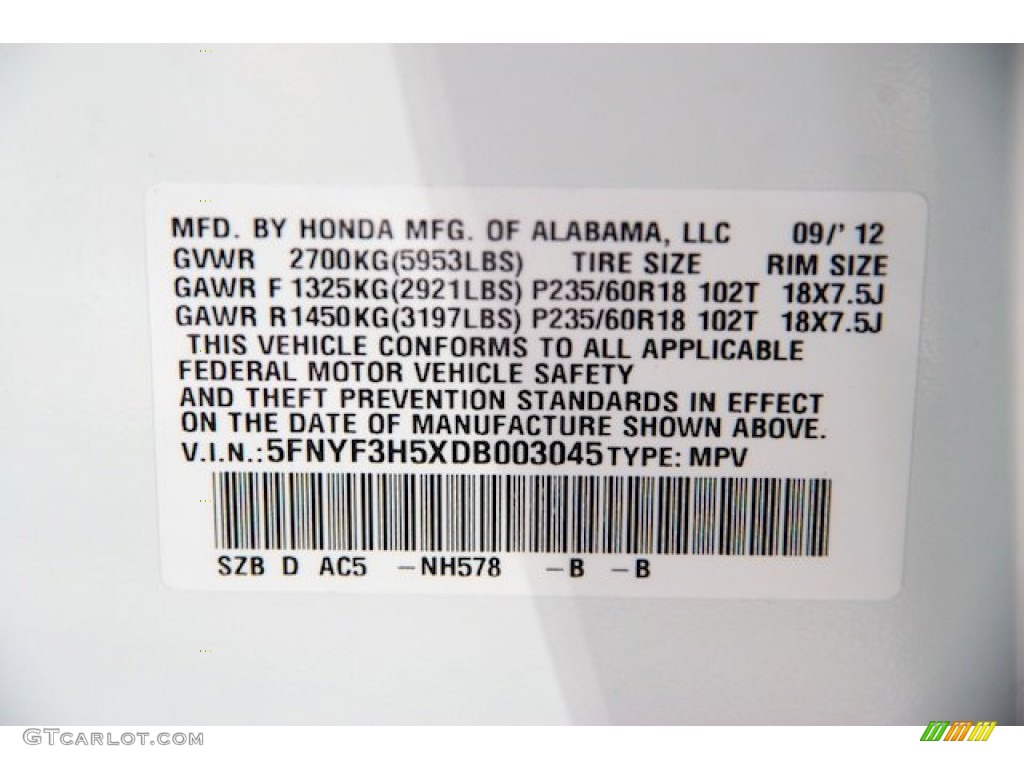 MFD. BY HONDA MFG. OF ALABAMA, LLC 09/' 12
GVWR 2700KG(5953LBS) TIRE SIZE RIM SIZE
GAWR F 1325KG(2921LBS) P235/60R18 102T 18X7.5J
GAWR R1450KG(3197LBS) P235/60R18 102T 18X7.5J
THIS VEHICLE CONFORMS TO ALL APPLICABLE
FEDERAL MOTOR VEHICLE SAFETY
AND THEFT PREVENTION STANDARDS IN EFFECT
ON THE DATE OF MANUFACTURE SHOWN ABOVE.
V.I.N.:5FNYF3H5XDB003045 TYPE: MPV
SZB D AC5 -NH578 -B -B
GTCarLot.com